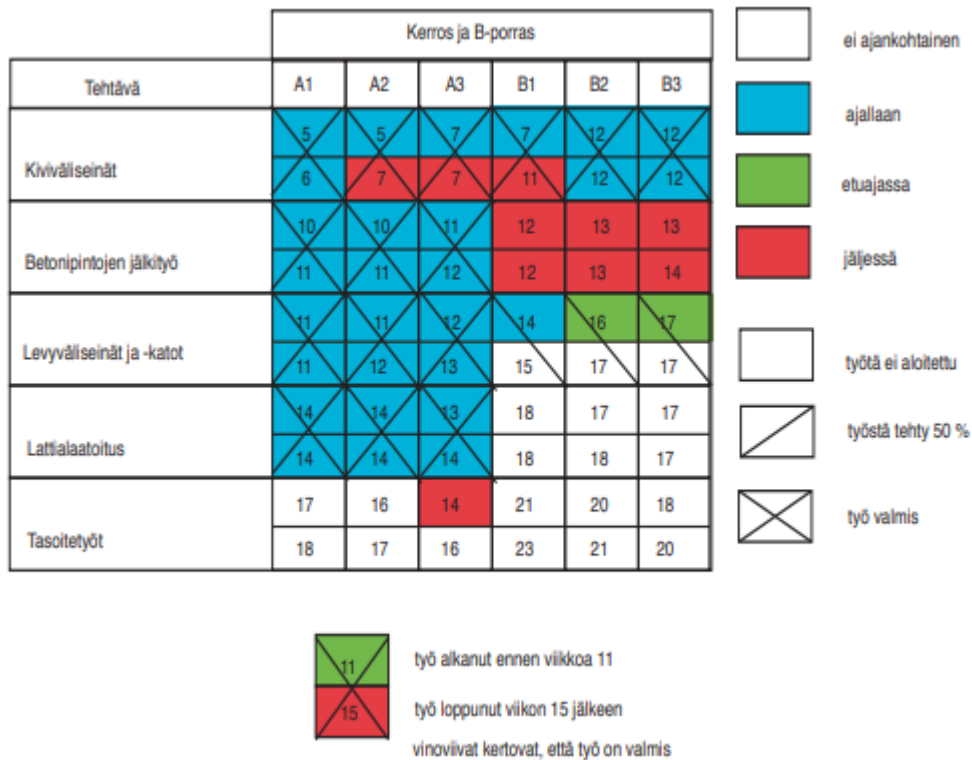 Kerros ja B-porras
Tehtävä A1 A2 A3 B1 B2 B3
Kiviväliseinät
5 5 7 7 12 12
6 7 7 11 12 12
Betonipintojen jälkityö
10 10 11 12 13 13
11 11 12 12 13 14
Levyväliseinät ja -katot
11 11 12 14 16 17
11 12 13 15 17 17
Lattialaatoitus
14 14 13 18 17 17
14 14 14 18 18 17
Tasoitetyöt
17 16 14 21 20 18
18 17 16 23 21 20
ei ajankohtainen
ajallaan
etuajassa
jäljessä
työtä ei aloitettu
työstä tehty 50 %
työ valmis
11 työ alkanut ennen viikkoa 11
15 työ loppunut viikon 15 jälkeen
vinoviivat kertovat, että työ on valmis